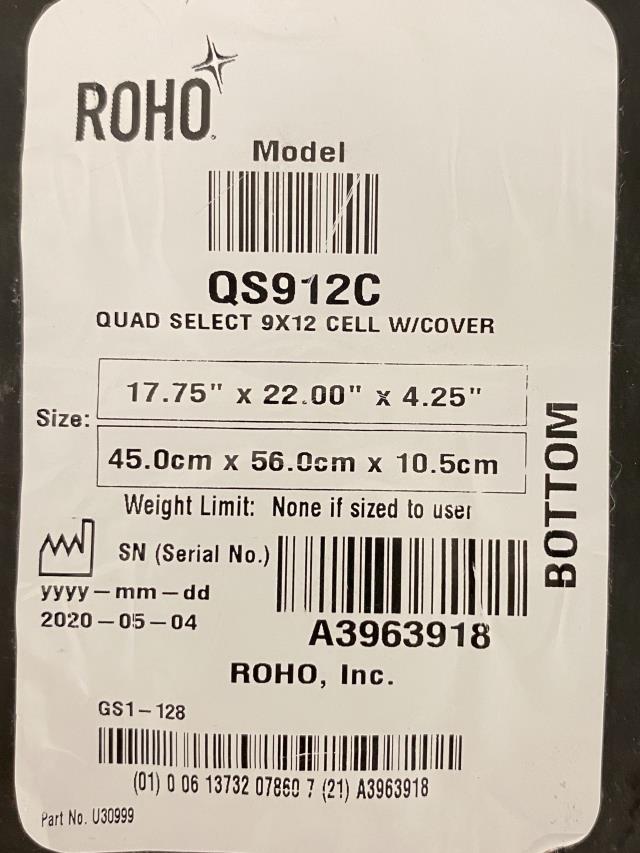 ROHO
Model
QS912C
QUAD SELECT 9X12 CELL W/COVER
Size:
17.75" x 22.00" x 4.25"
45.0cm x 56.0cm x 10.5cm
Weight Limit: None if sized to user
SN (Serial No.)
yyyy-mm-dd
2020-05-04
A3963918
ROHO, Inc.
GS1-128
(01) 0 06 13732 07860 7 (21) A3963918
Part No. U30999
BOTTOM